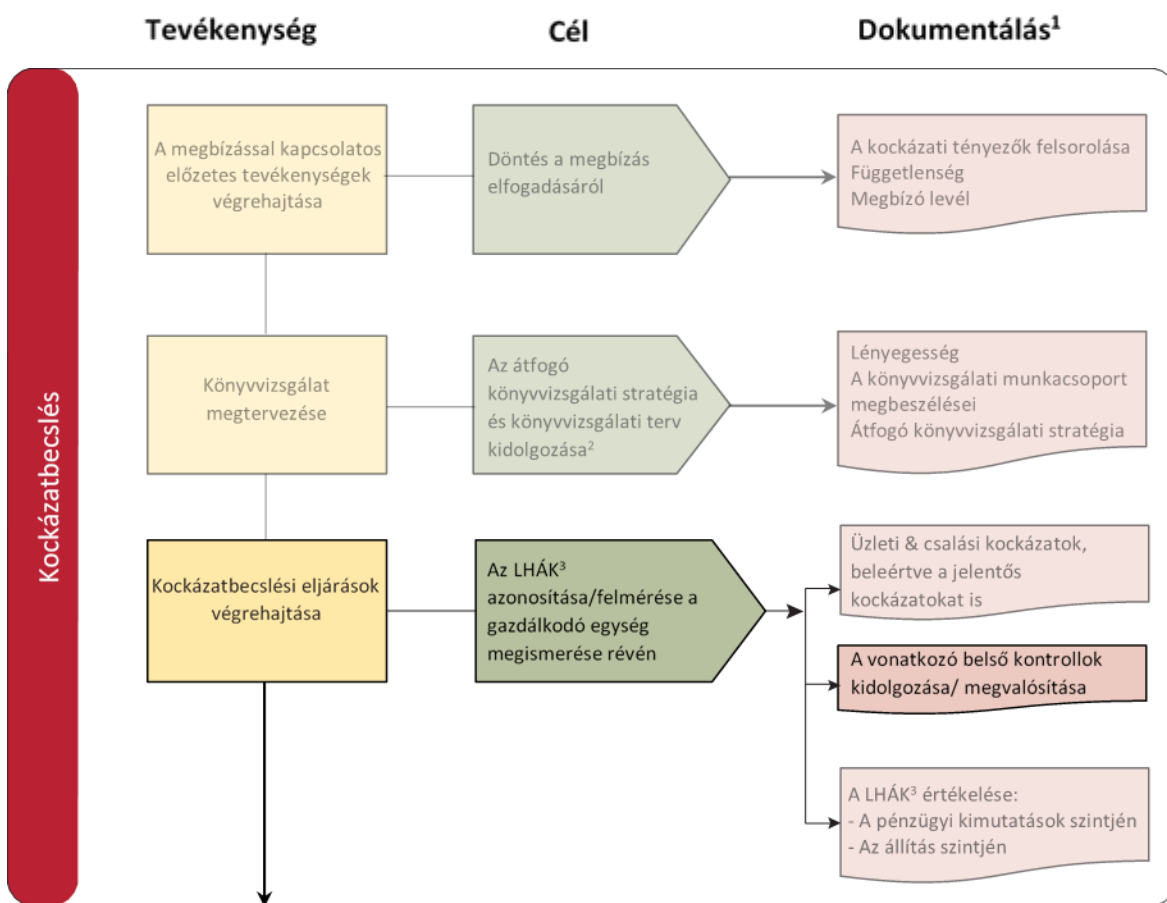 Tevékenység
Cél
Dokumentálás¹
Kockázatbecslés
A megbízással kapcsolatos
előzetes tevékenységek
végrehajtása
Döntés a megbízás
elfogadásáról
A kockázati tényezők felsorolása
Függetlenség
Megbízó levél
Könyvvizsgálat
megtervezése
Az átfogó
könyvvizsgálati stratégia
és könyvvizsgálati terv
kidolgozása²
Lényegesség
A könyvvizsgálati munkacsoport
megbeszélései
Átfogó könyvvizsgálati stratégia
Kockázatbecslési eljárások
végrehajtása
Az LHÁK³
azonosítása/felmérése a
gazdálkodó egység
megismerése révén
Üzleti & csalási kockázatok,
beleértve a jelentős
kockázatokat is
A vonatkozó belső kontrollok
kidolgozása/ megvalósítása
A LHÁK³ értékelése:
- A pénzügyi kimutatások szintjén
- Az állítás szintjén